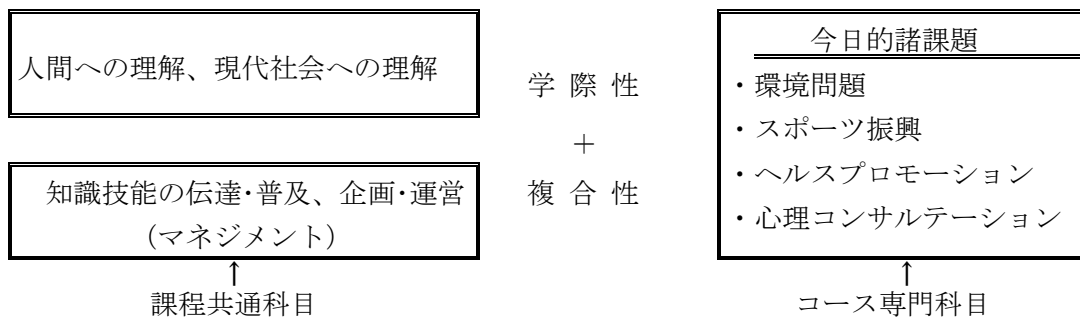 人間への理解、現代社会への理解
知識技能の伝達・普及、企画・運営
(マネジメント)
↑
課程共通科目
学 際 性
＋
複 合 性
今日的諸課題
・環境問題
・スポーツ振興
・ヘルスプロモーション
・心理コンサルテーション
↑
コース専門科目